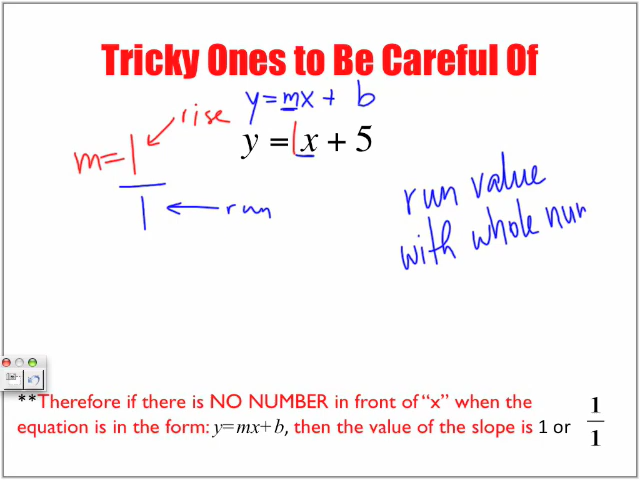 Tricky Ones to Be Careful Of
y = mx + b
y = 1x + 5
m = 1 rise
1 run
run value
with whole num
**Therefore if there is NO NUMBER in front of “x” when the
equation is in the form: y=mx+b, then the value of the slope is 1 or 1/1